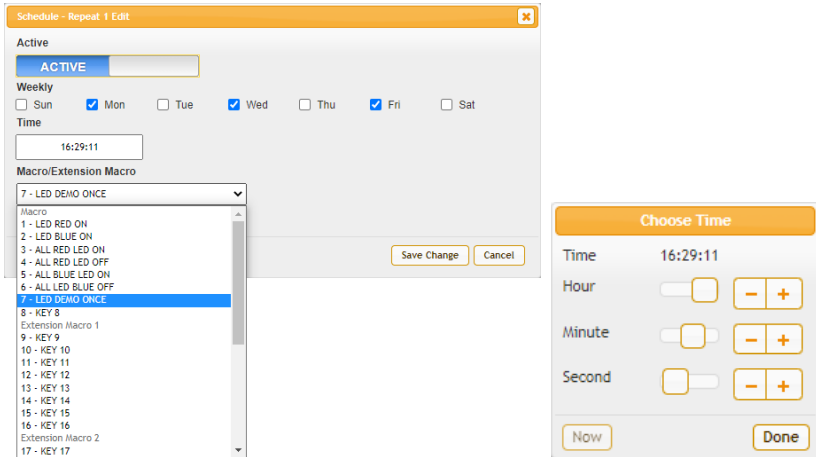 Schedule - Repeat 1 Edit
Active
ACTIVE
Weekly
Sun Mon Tue Wed Thu Fri Sat
Time
16:29:11
Macro/Extension Macro
7 - LED DEMO ONCE
Macro
1 - LED RED ON
2 - LED BLUE ON
3 - ALL RED LED ON
4 - ALL RED LED OFF
5 - ALL BLUE LED ON
6 - ALL LED BLUE OFF
7 - LED DEMO ONCE
8 - KEY 8
Extension Macro 1
9 - KEY 9
10 - KEY 10
11 - KEY 11
12 - KEY 12
13 - KEY 13
14 - KEY 14
15 - KEY 15
16 - KEY 16
Extension Macro 2
17 - KEY 17
Save Change Cancel
Choose Time
Time 16:29:11
Hour
Minute
Second
Now Done